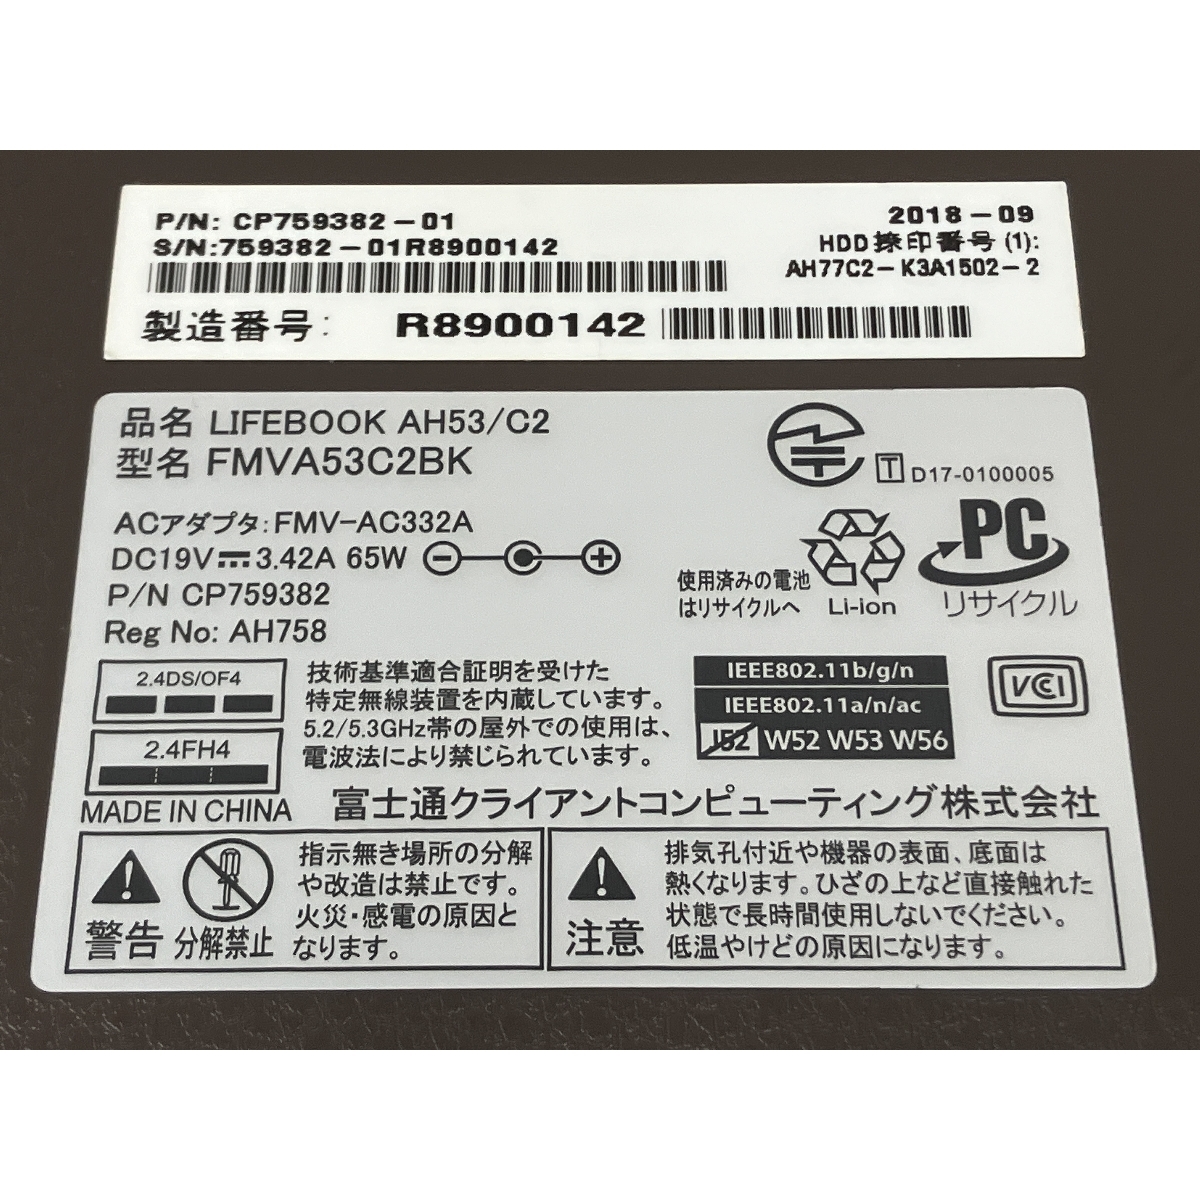 P/N: CP759382-01
S/N:759382-01R8900142
2018-09
HDD捺印番号(1):
AH77C2-K3A1502-2
製造番号: R8900142
品名 LIFEBOOK AH53/C2
型名 FMVA53C2BK
T D17-0100005
ACアダプタ:FMV-AC332A
DC19V 3.42A 65W
P/N CP759382
Reg No: AH758
使用済みの電池
はリサイクルへ
Li-ion
PC
リサイクル
2.4DS/OF4
2.4FH4
技術基準適合証明を受けた
特定無線装置を内蔵しています。
5.2/5.3GHz帯の屋外での使用は、
電波法により禁じられています。
IEEE802.11b/g/n
IEEE802.11a/n/ac
J52 W52 W53 W56
VCCI
MADE IN CHINA
富士通クライアントコンピューティング株式会社
警告
分解禁止
指示無き場所の分解
や改造は禁止です。
火災・感電の原因と
なります。
注意
排気孔付近や機器の表面、底面は
熱くなります。ひざの上など直接触れた
状態で長時間使用しないでください。
低温やけどの原因になります。